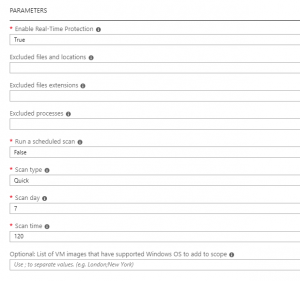 PARAMETERS
* Enable Real-Time Protection
True
Excluded files and locations
Excluded files extensions
Excluded processes
* Run a scheduled scan
False
* Scan type
Quick
* Scan day
7
* Scan time
120
Optional: List of VM images that have supported Windows OS to add to scope
Use ; to separate values. (e.g. London/New York)